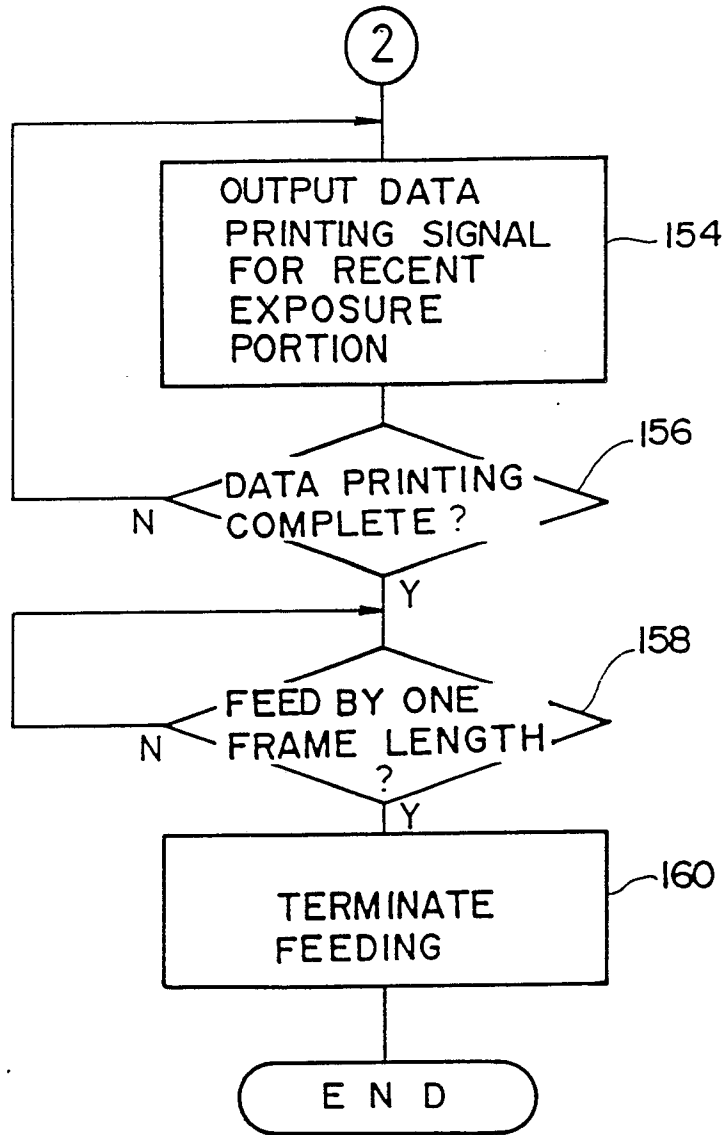 2
OUTPUT DATA
PRINTING SIGNAL
FOR RECENT
EXPOSURE
PORTION
154
156
DATA PRINTING
COMPLETE ?
N
Y
158
FEED BY ONE
FRAME LENGTH
?
N
Y
160
TERMINATE
FEEDING
END